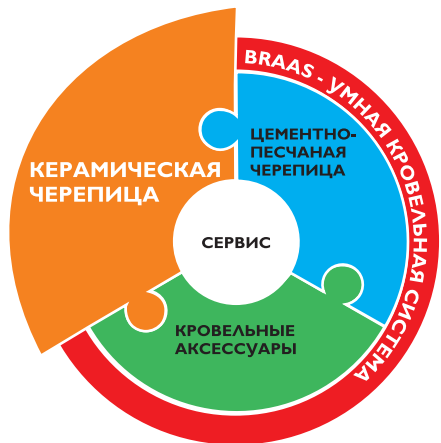 BRAAS - УМНАЯ КРОВЕЛЬНАЯ СИСТЕМА
ЦЕМЕНТНО-
ПЕСЧАНАЯ
ЧЕРЕПИЦА
КЕРАМИЧЕСКАЯ
ЧЕРЕПИЦА
СЕРВИС
КРОВЕЛЬНЫЕ
АКСЕССУАРЫ